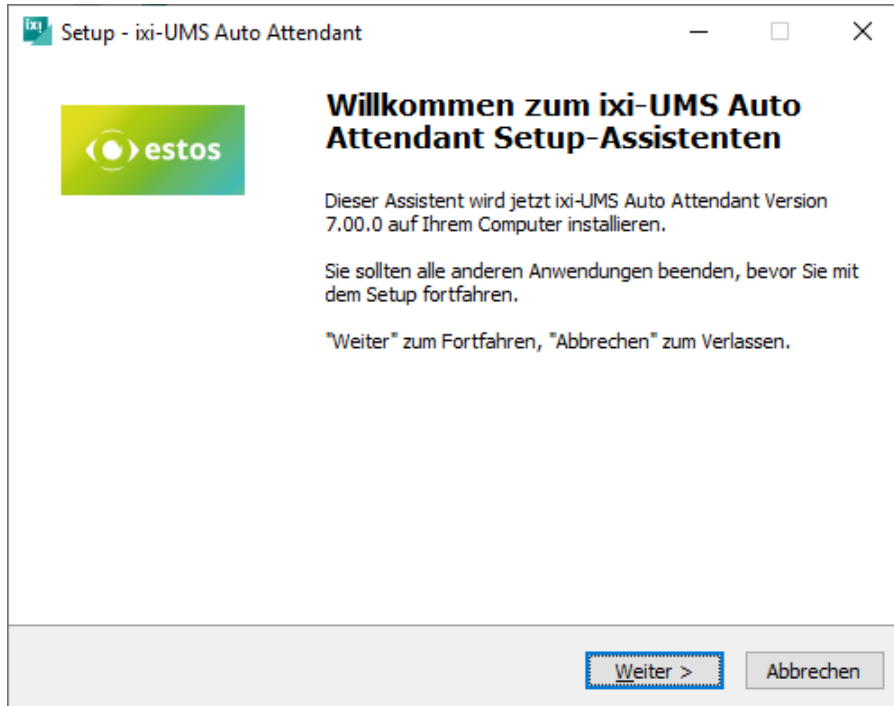 ixi Setup - ixi-UMS Auto Attendant
estos
Willkommen zum ixi-UMS Auto
Attendant Setup-Assistenten
Dieser Assistent wird jetzt ixi-UMS Auto Attendant Version
7.00.0 auf Ihrem Computer installieren.
Sie sollten alle anderen Anwendungen beenden, bevor Sie mit
dem Setup fortfahren.
"Weiter" zum Fortfahren, "Abbrechen" zum Verlassen.
Weiter > Abbrechen